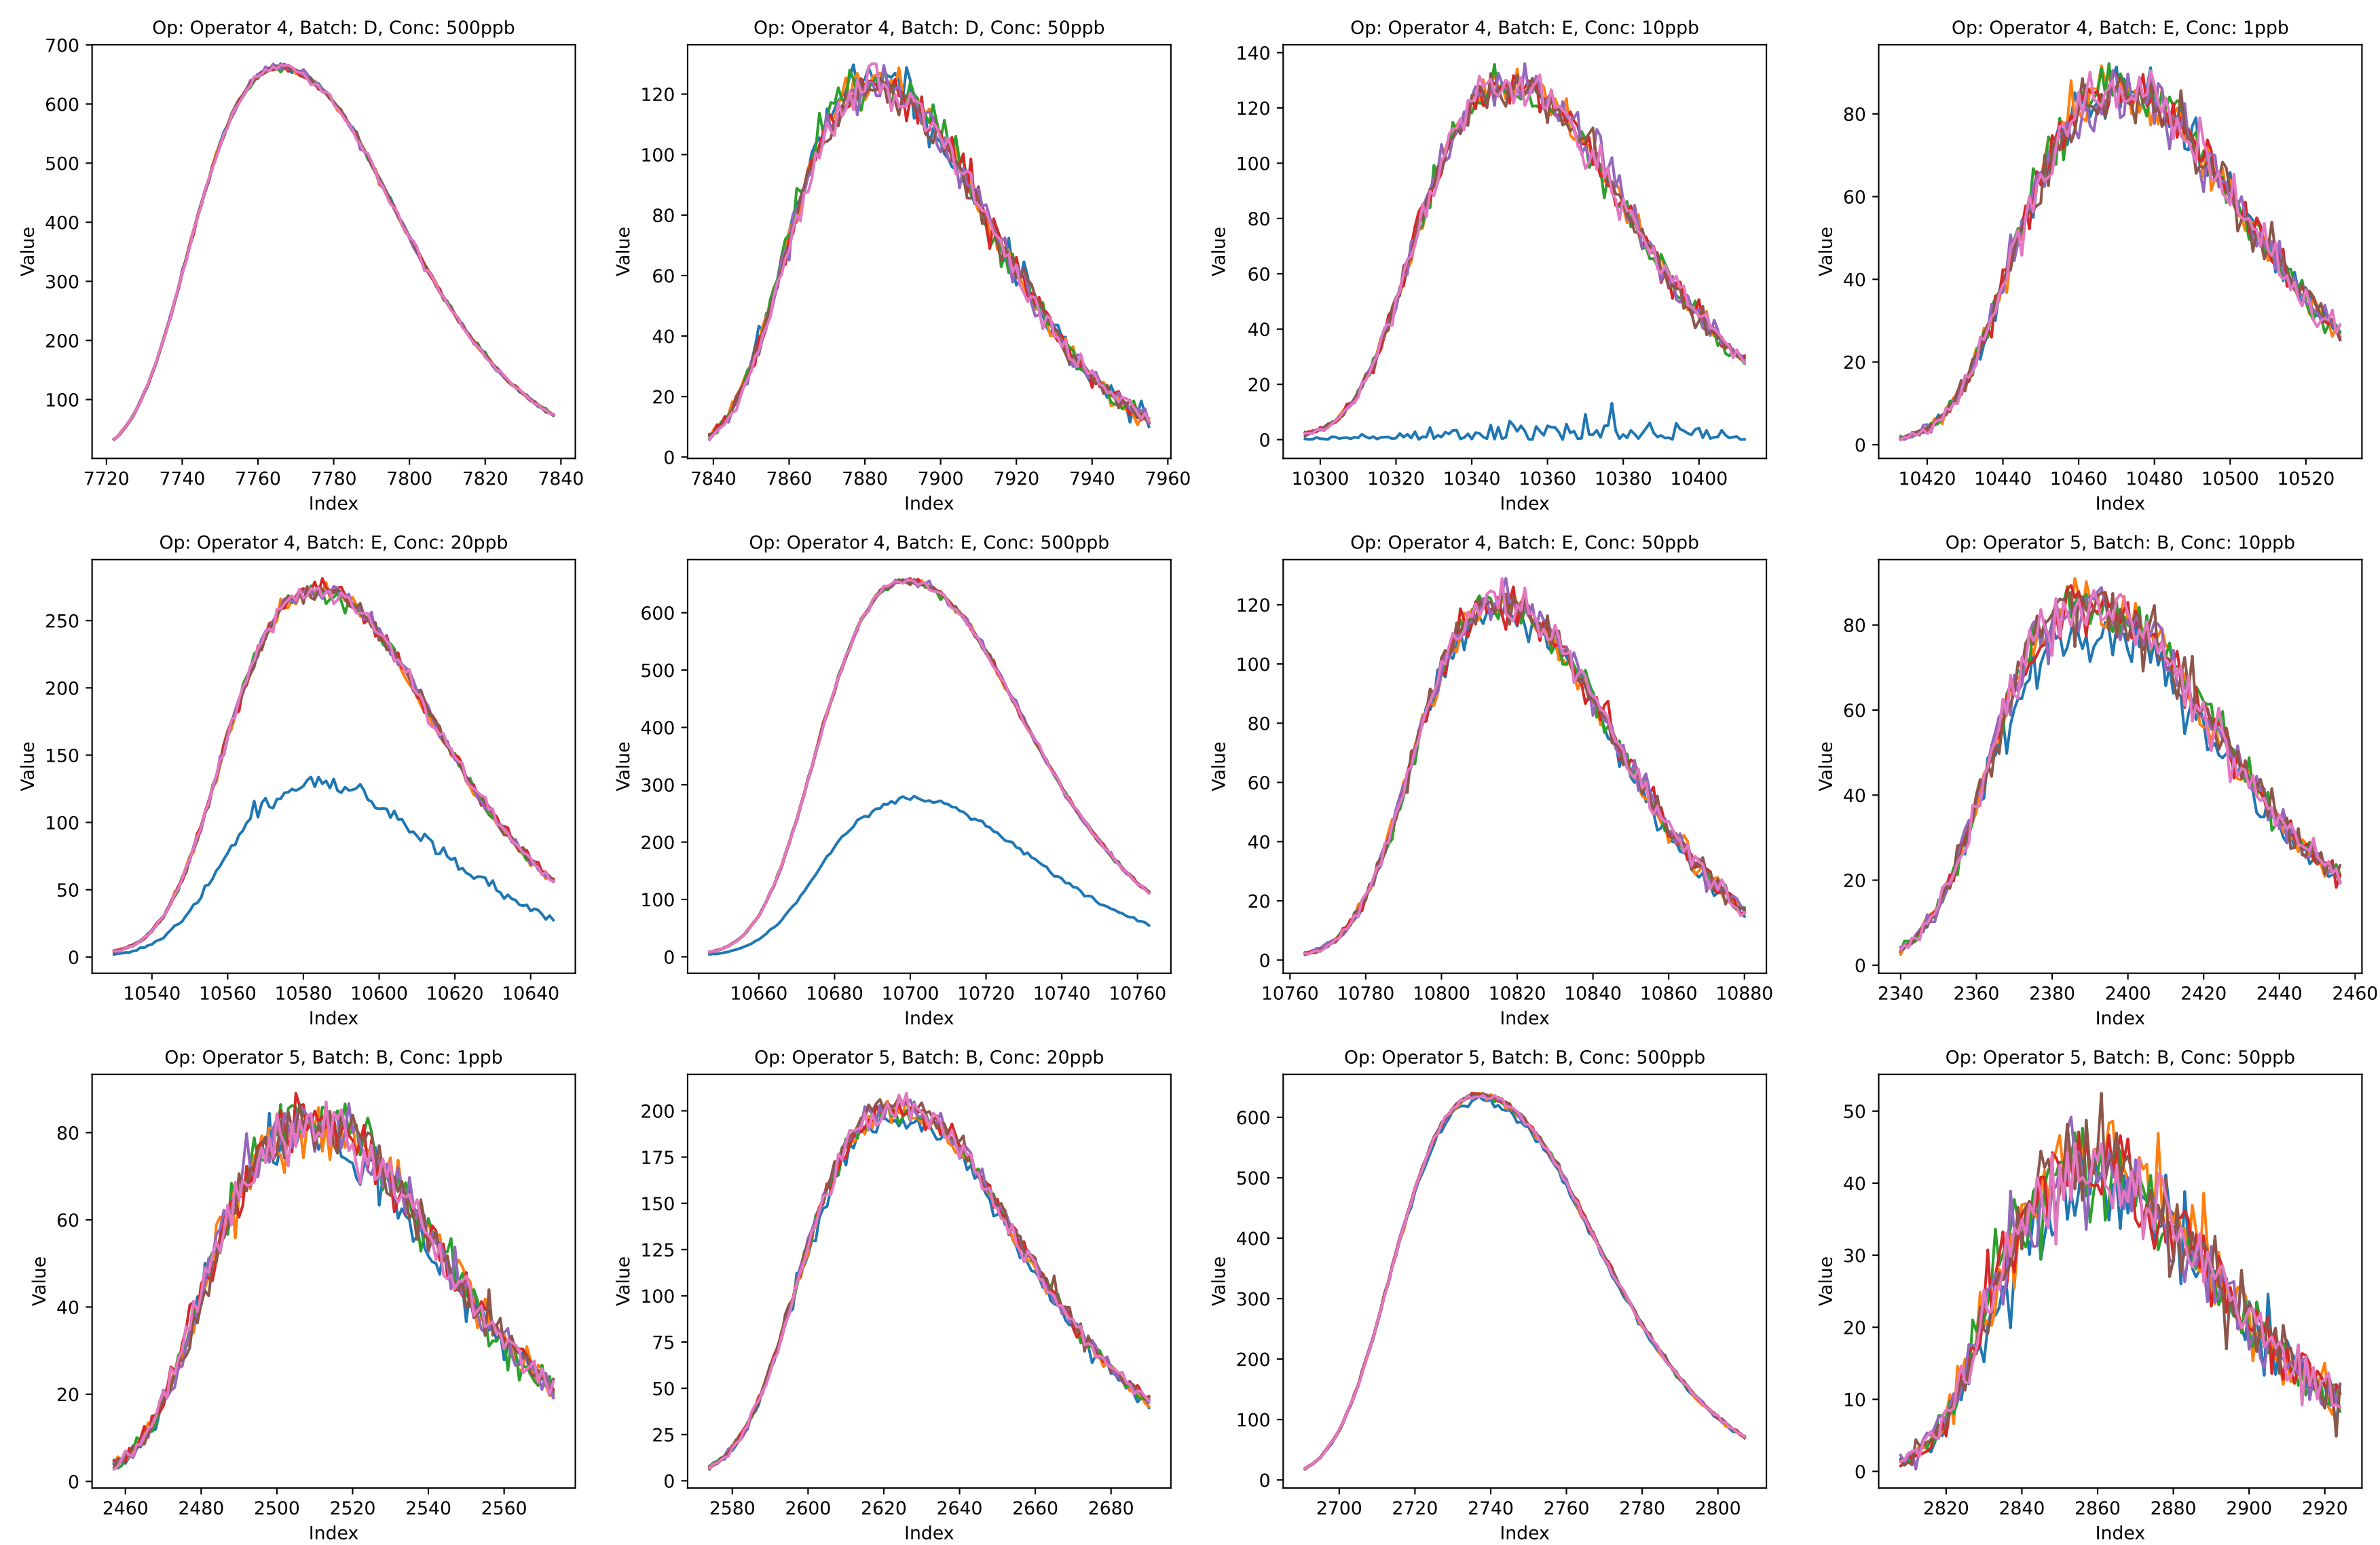 Op: Operator 4, Batch: D, Conc: 500ppb
700
600
500
400
300
200
100
Value
7720 7740 7760 7780 7800 7820 7840
Index
Op: Operator 4, Batch: D, Conc: 50ppb
120
100
80
60
40
20
0
Value
7840 7860 7880 7900 7920 7940 7960
Index
Op: Operator 4, Batch: E, Conc: 10ppb
140
120
100
80
60
40
20
0
Value
10300 10320 10340 10360 10380 10400
Index
Op: Operator 4, Batch: E, Conc: 1ppb
80
60
40
20
0
Value
10420 10440 10460 10480 10500 10520
Index
Op: Operator 4, Batch: E, Conc: 20ppb
250
200
150
100
50
0
Value
10540 10560 10580 10600 10620 10640
Index
Op: Operator 4, Batch: E, Conc: 500ppb
600
500
400
300
200
100
0
Value
10660 10680 10700 10720 10740 10760
Index
Op: Operator 4, Batch: E, Conc: 50ppb
120
100
80
60
40
20
0
Value
10760 10780 10800 10820 10840 10860 10880
Index
Op: Operator 5, Batch: B, Conc: 10ppb
80
60
40
20
0
Value
2340 2360 2380 2400 2420 2440 2460
Index
Op: Operator 5, Batch: B, Conc: 1ppb
80
60
40
20
0
Value
2460 2480 2500 2520 2540 2560
Index
Op: Operator 5, Batch: B, Conc: 20ppb
200
175
150
125
100
75
50
25
0
Value
2580 2600 2620 2640 2660 2680
Index
Op: Operator 5, Batch: B, Conc: 500ppb
600
500
400
300
200
100
0
Value
2700 2720 2740 2760 2780 2800
Index
Op: Operator 5, Batch: B, Conc: 50ppb
50
40
30
20
10
0
Value
2820 2840 2860 2880 2900 2920
Index